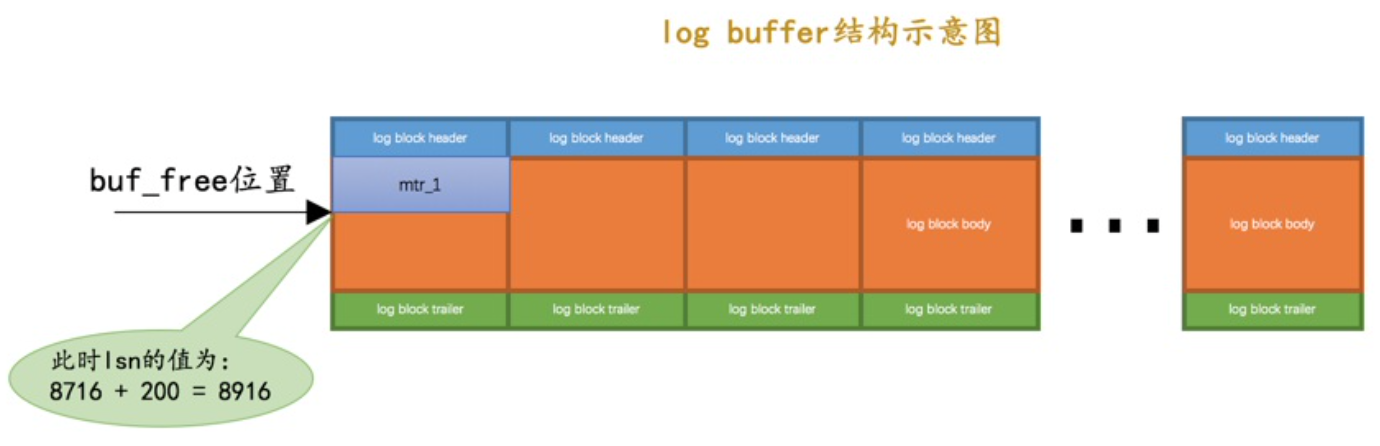 log buffer结构示意图
log block header log block header log block header log block header log block header
buf_free位置
mtr_1
log block body log block body
log block trailer log block trailer log block trailer log block trailer log block trailer
此时lsn的值为:
8716 + 200 = 8916